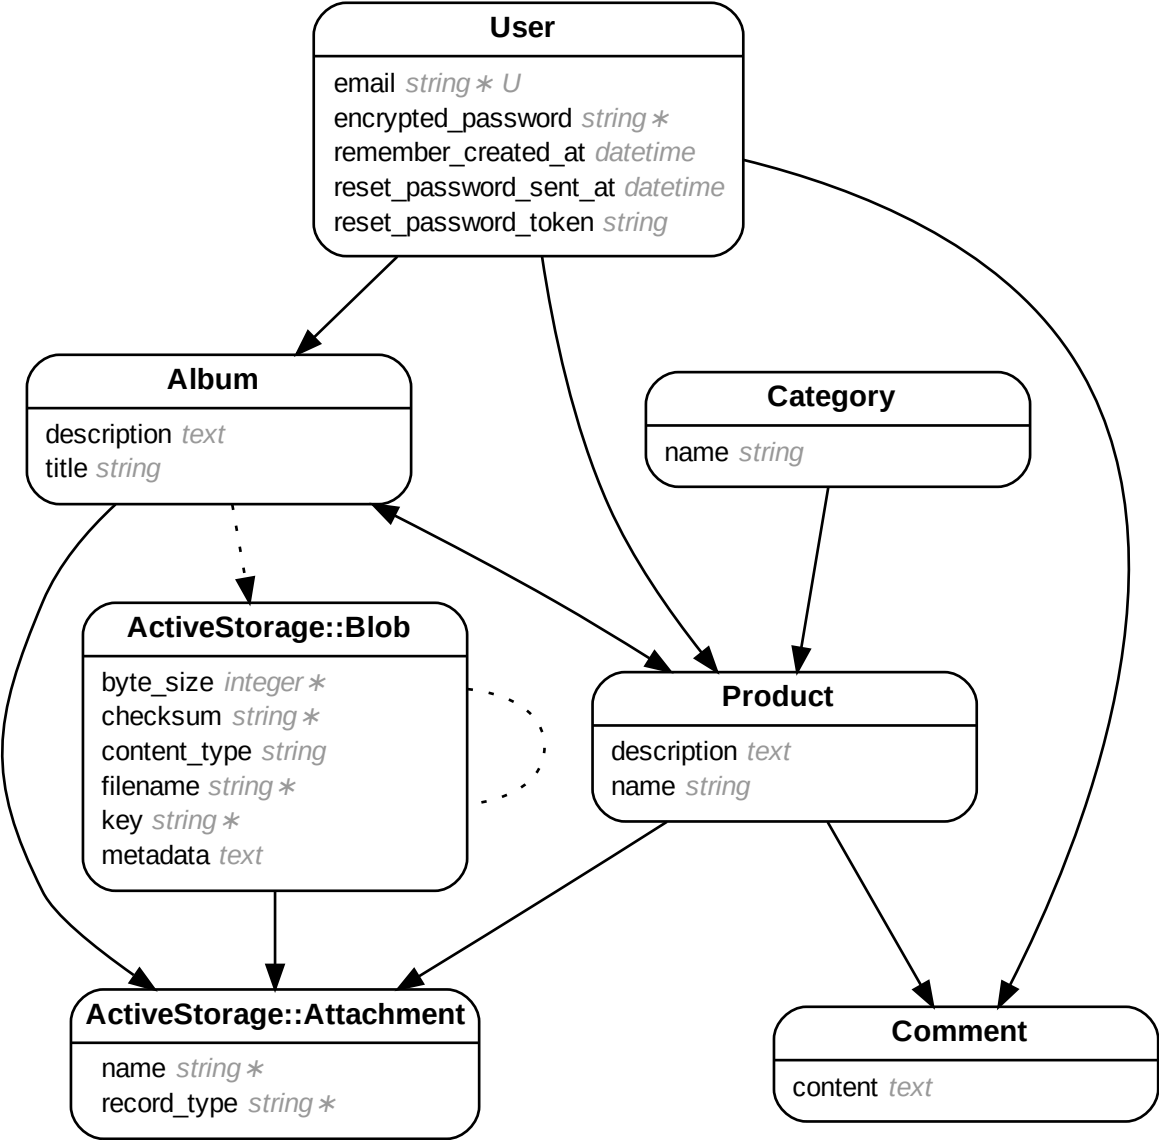 User
email string∗ U
encrypted_password string∗
remember_created_at datetime
reset_password_sent_at datetime
reset_password_token string
Album
description text
title string
Category
name string
ActiveStorage::Blob
byte_size integer∗
checksum string∗
content_type string
filename string∗
key string∗
metadata text
Product
description text
name string
ActiveStorage::Attachment
name string∗
record_type string∗
Comment
content text